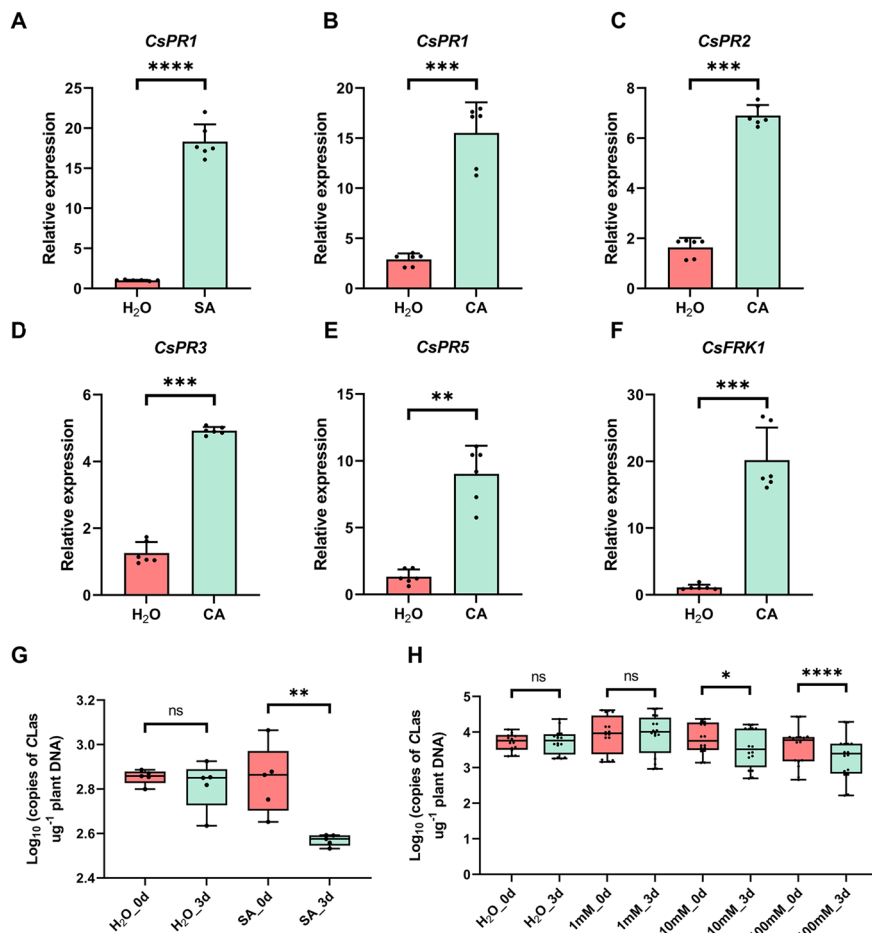 A
CsPR1
****
Relative expression
25
20
15
10
5
0
H₂O
SA
B
CsPR1
***
Relative expression
20
15
10
5
0
H₂O
CA
C
CsPR2
***
Relative expression
8
6
4
2
0
H₂O
CA
D
CsPR3
***
Relative expression
6
4
2
0
H₂O
CA
E
CsPR5
**
Relative expression
15
10
5
0
H₂O
CA
F
CsFRK1
***
Relative expression
30
20
10
0
H₂O
CA
G
ns
**
Log₁₀ (copies of CLas
ug⁻¹ plant DNA)
3.2
3.0
2.8
2.6
2.4
H₂O_0d
H₂O_3d
SA_0d
SA_3d
H
ns
ns
*
****
Log₁₀ (copies of CLas
ug⁻¹ plant DNA)
5
4
3
2
1
0
H₂O_0d
H₂O_3d
1mM_0d
1mM_3d
10mM_0d
10mM_3d
00mM_0d
00mM_3d